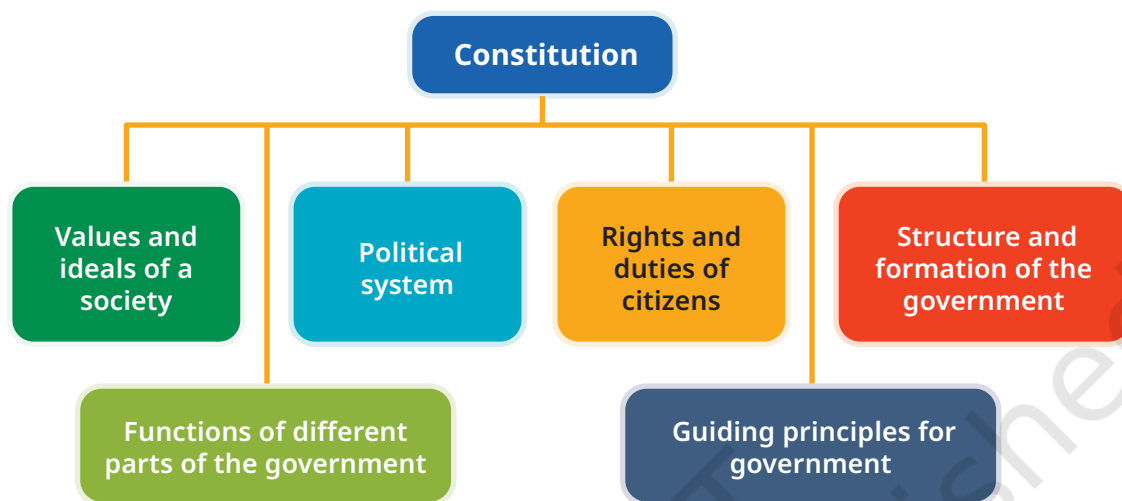 Constitution
Values and
ideals of a
society
Political
system
Rights and
duties of
citizens
Structure and
formation of the
government
Functions of different
parts of the government
Guiding principles for
government